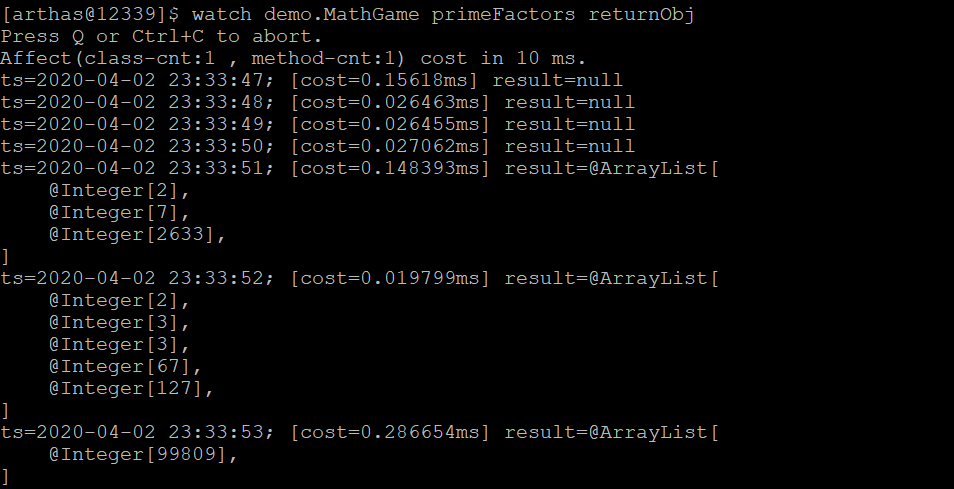 [arthas@12339]$ watch demo.MathGame primeFactors returnObj
Press Q or Ctrl+C to abort.
Affect(class-cnt:1 , method-cnt:1) cost in 10 ms.
ts=2020-04-02 23:33:47; [cost=0.15618ms] result=null
ts=2020-04-02 23:33:48; [cost=0.026463ms] result=null
ts=2020-04-02 23:33:49; [cost=0.026455ms] result=null
ts=2020-04-02 23:33:50; [cost=0.027062ms] result=null
ts=2020-04-02 23:33:51; [cost=0.148393ms] result=@ArrayList[
    @Integer[2],
    @Integer[7],
    @Integer[2633],
]
ts=2020-04-02 23:33:52; [cost=0.019799ms] result=@ArrayList[
    @Integer[2],
    @Integer[3],
    @Integer[3],
    @Integer[67],
    @Integer[127],
]
ts=2020-04-02 23:33:53; [cost=0.286654ms] result=@ArrayList[
    @Integer[99809],
]